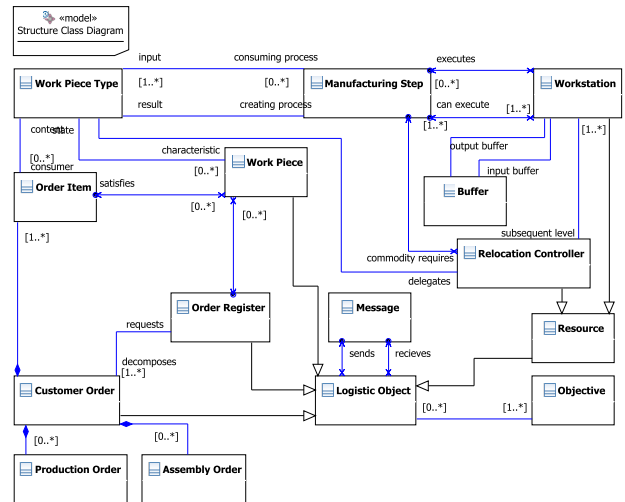 «model»
Structure Class Diagram
input
consuming process
executes
[1..*]
[0..*]
[0..*]
Work Piece Type
Manufacturing Step
Workstation
result
creating process
can execute
[1..*]
[1..*]
[1..*]
content
state
output buffer
[0..*]
characteristic
consumer
[0..*]
Work Piece
input buffer
Order Item
satisfies
Buffer
[0..*]
[0..*]
[1..*]
subsequent level
commodity requires
Relocation Controller
delegates
Order Register
Message
requests
Resource
sends
recieves
decomposes
[1..*]
Customer Order
Logistic Object
Objective
[0..*]
[1..*]
[0..*]
[0..*]
Production Order
Assembly Order